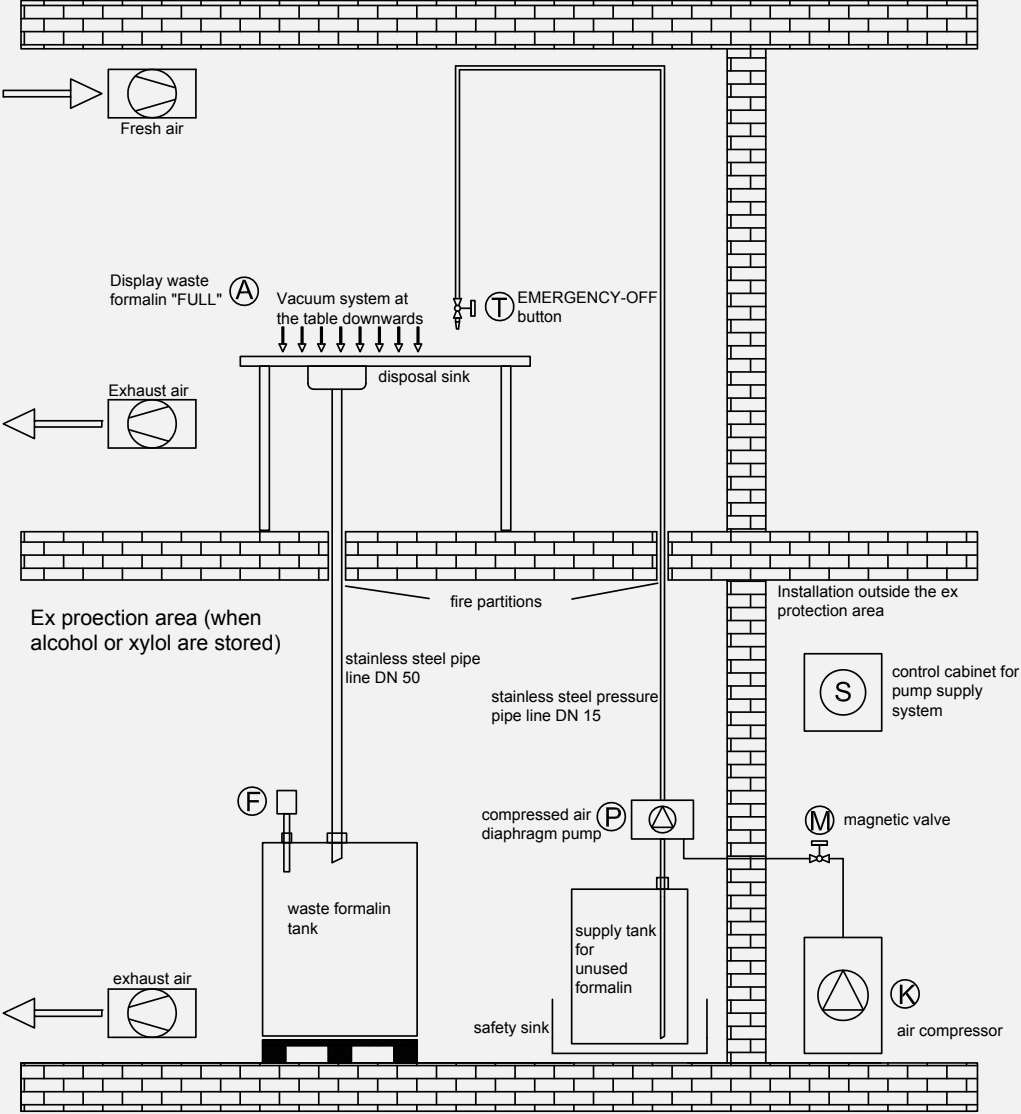 Fresh air
Display waste
formalin "FULL"
A
Vacuum system at
the table downwards
T
EMERGENCY-OFF
button
disposal sink
Exhaust air
fire partitions
Installation outside the ex
protection area
Ex proection area (when
alcohol or xylol are stored)
stainless steel pipe
line DN 50
stainless steel pressure
pipe line DN 15
S
control cabinet for
pump supply
system
F
compressed air
diaphragm pump
P
M
magnetic valve
waste formalin
tank
supply tank
for
unused
formalin
exhaust air
safety sink
K
air compressor